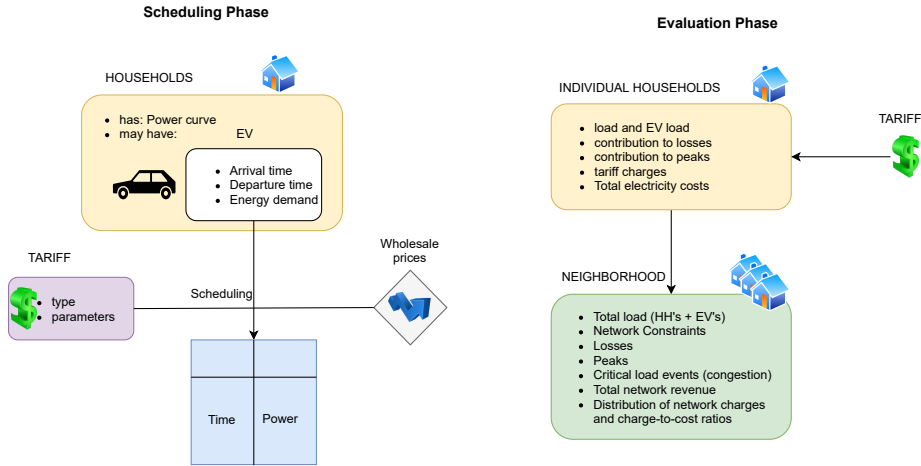 Scheduling Phase
HOUSEHOLDS
has: Power curve
may have:
EV
Arrival time
Departure time
Energy demand
TARIFF
type
parameters
Scheduling
Wholesale
prices
Time
Power
Evaluation Phase
INDIVIDUAL HOUSEHOLDS
load and EV load
contribution to losses
contribution to peaks
tariff charges
Total electricity costs
TARIFF
NEIGHBORHOOD
Total load (HH's + EV's)
Network Constraints
Losses
Peaks
Critical load events (congestion)
Total network revenue
Distribution of network charges
and charge-to-cost ratios